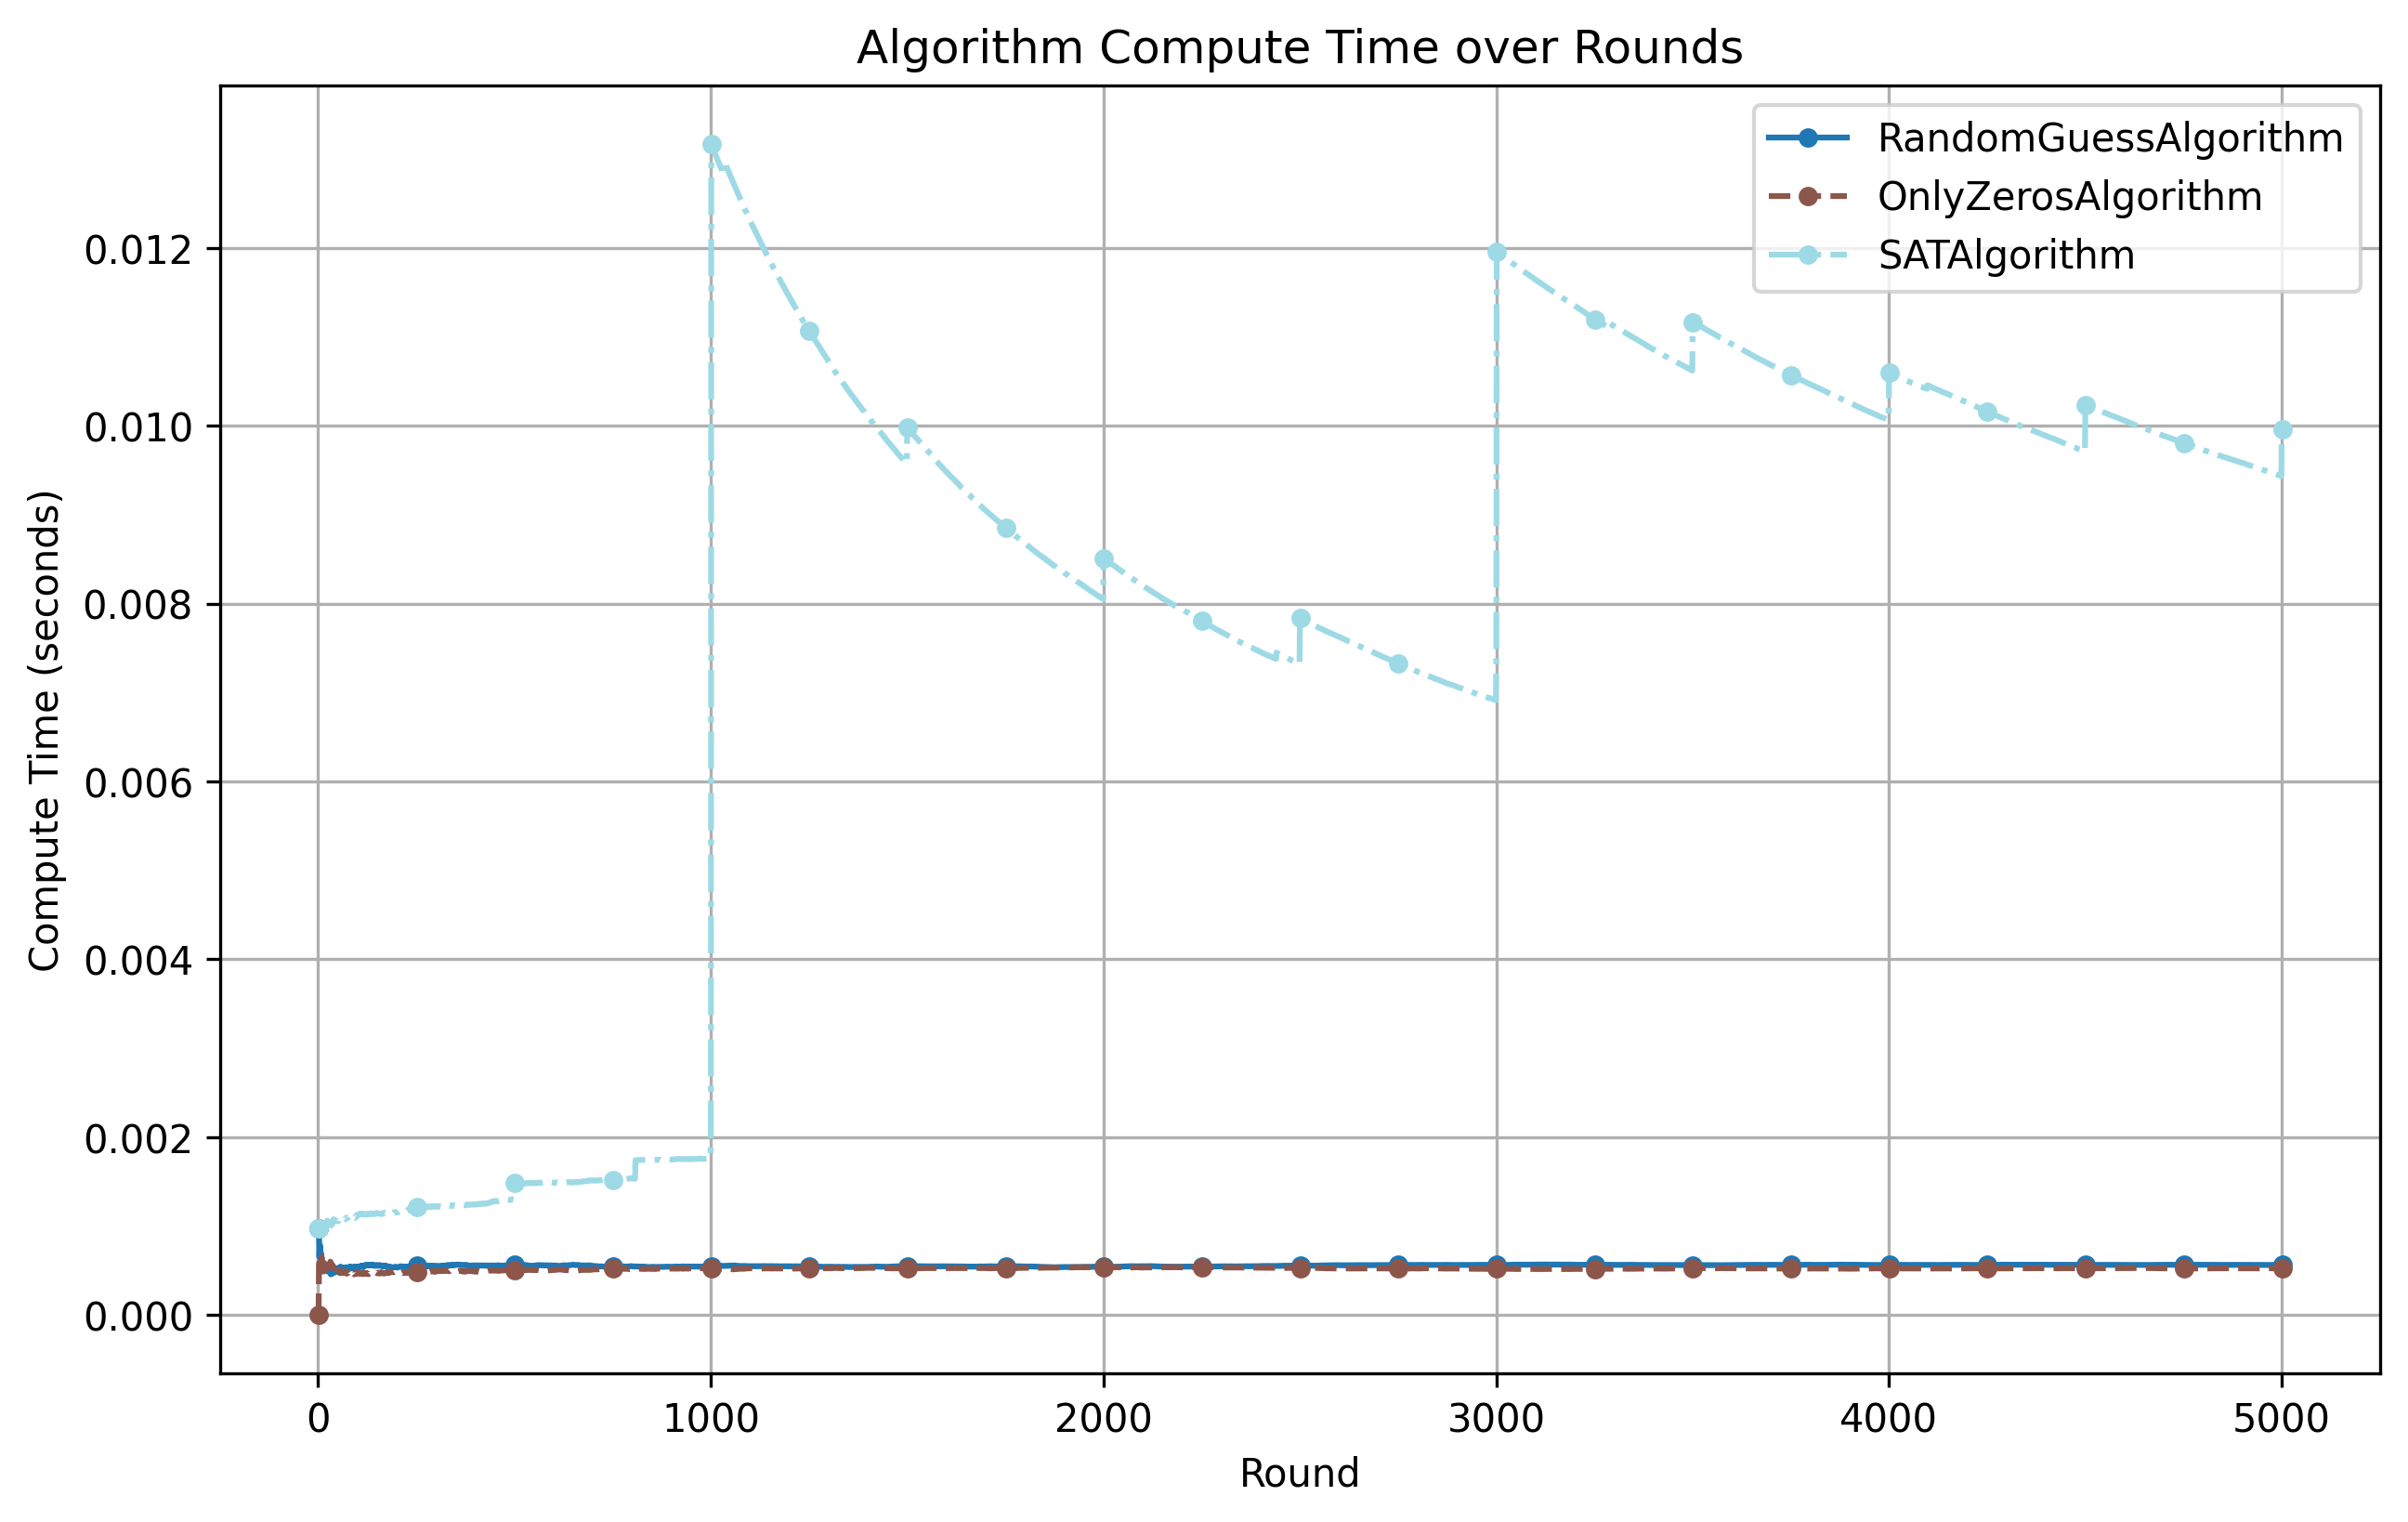 Algorithm Compute Time over Rounds
RandomGuessAlgorithm
OnlyZerosAlgorithm
SATAlgorithm
Compute Time (seconds)
0.012
0.010
0.008
0.006
0.004
0.002
0.000
0 1000 2000 3000 4000 5000
Round